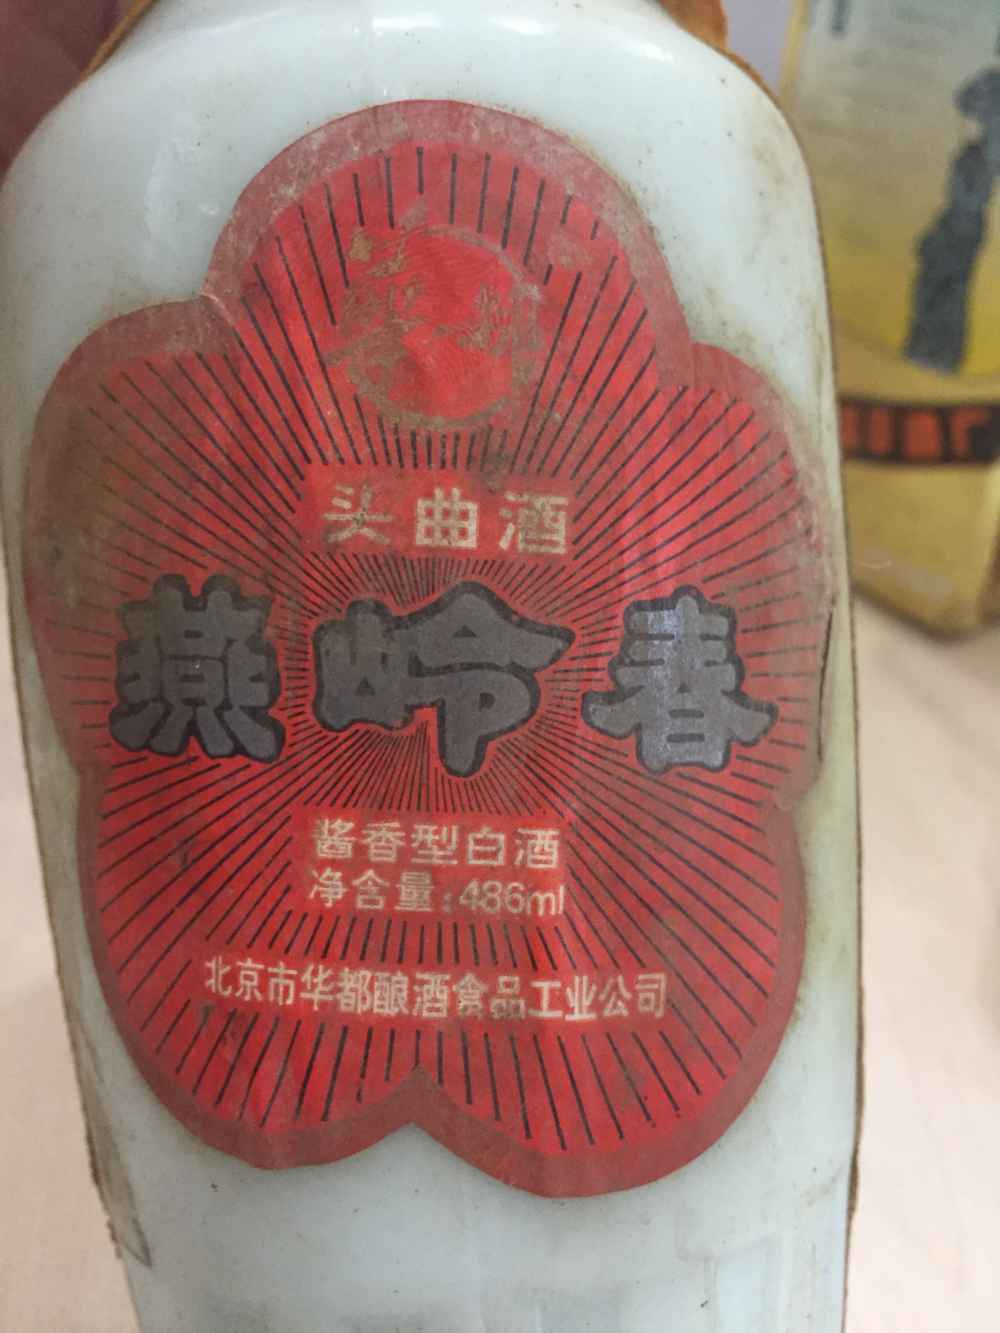 头曲酒
燕岭春
酱香型白酒
净含量:486ml
北京市华都酿酒食品工业公司